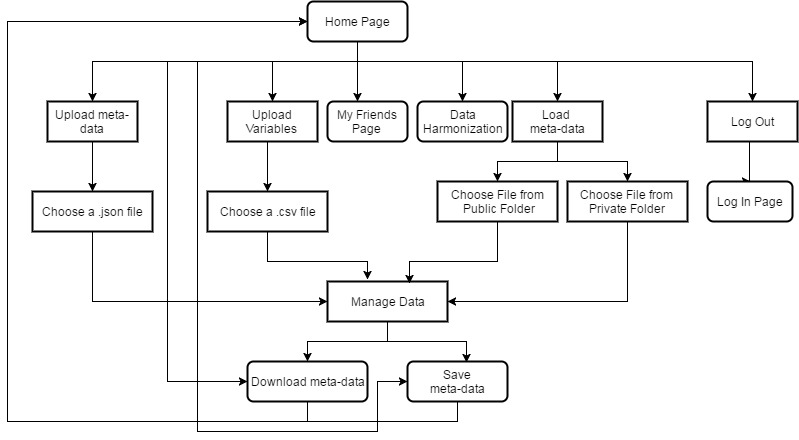 Home Page
Upload meta-
data
Upload
Variables
My Friends
Page
Data
Harmonization
Load
meta-data
Log Out
Choose a .json file
Choose a .csv file
Choose File from
Public Folder
Choose File from
Private Folder
Log In Page
Manage Data
Download meta-data
Save
meta-data